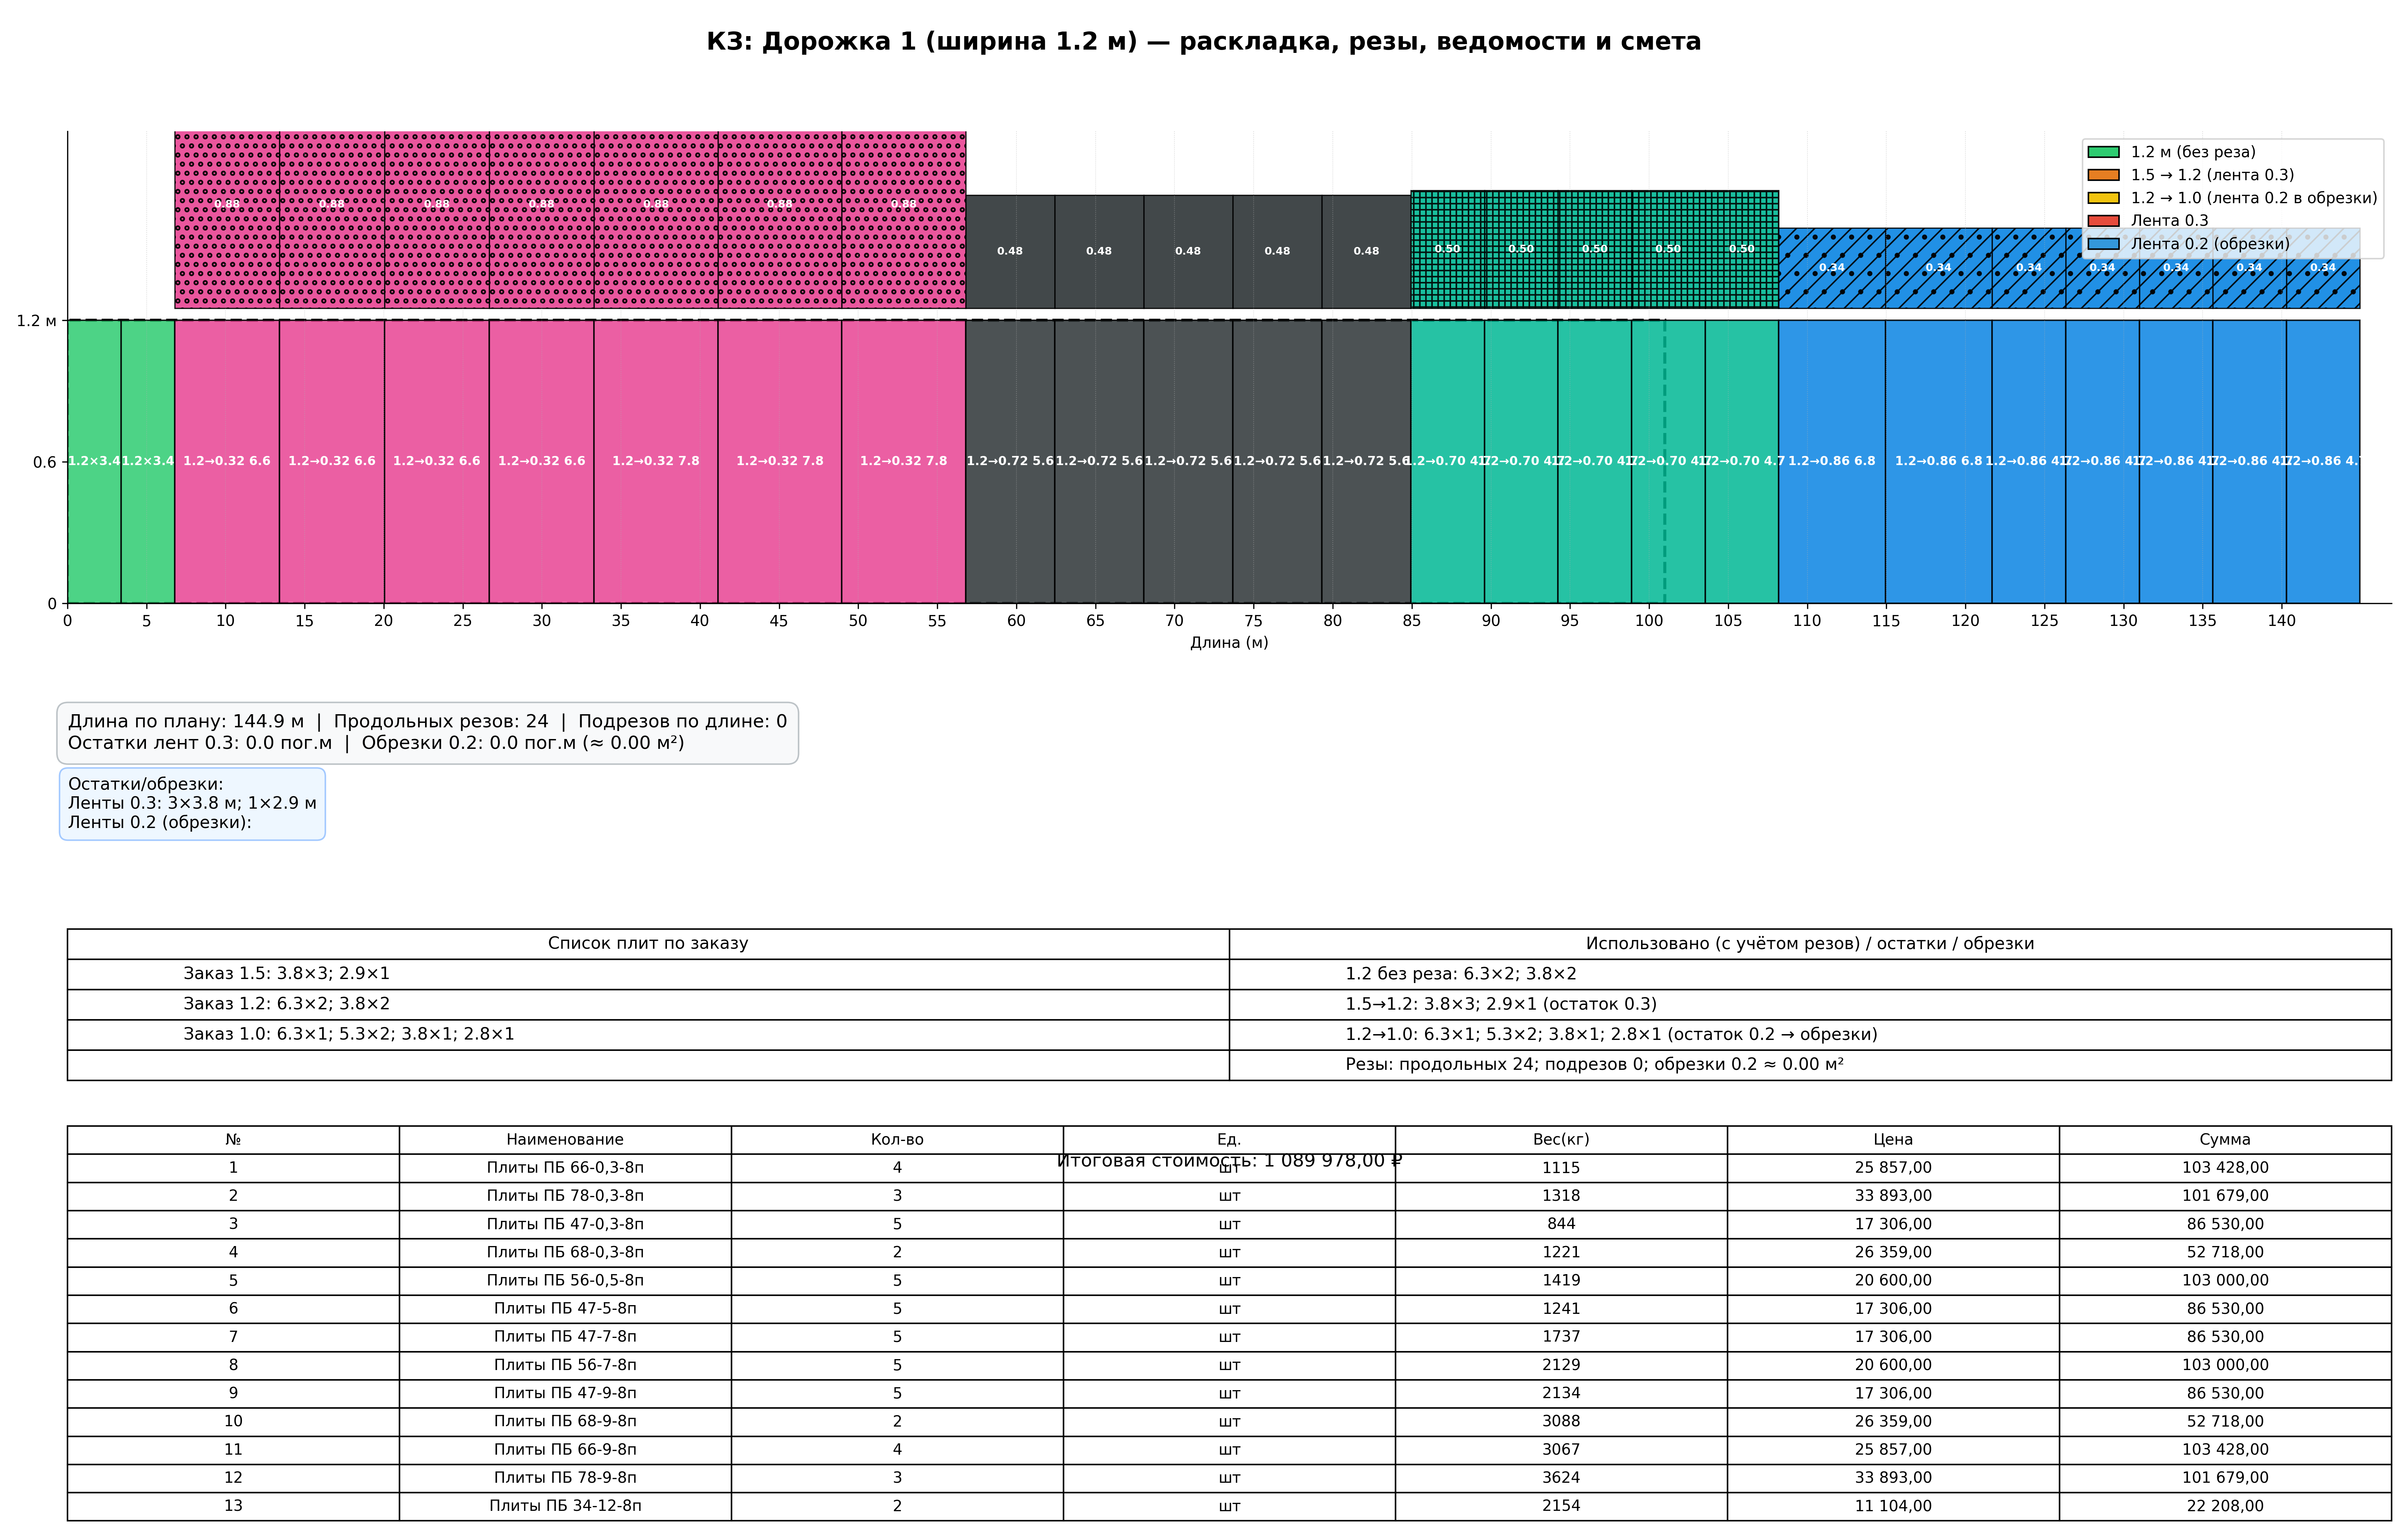 КЗ: Дорожка 1 (ширина 1.2 м) — раскладка, резы, ведомости и смета
1.2 м (без реза)
1.5 → 1.2 (лента 0.3)
1.2 → 1.0 (лента 0.2 в обрезки)
Лента 0.3
Лента 0.2 (обрезки)
0.88 0.88 0.88 0.88 0.88 0.88 0.88 0.48 0.48 0.48 0.48 0.48 0.50 0.50 0.50 0.50 0.50 0.34 0.34 0.34 0.34 0.34 0.34 0.34
1.2 м
0.6 1.2×3.4 1.2×3.4 1.2→0.32 6.6 1.2→0.32 6.6 1.2→0.32 6.6 1.2→0.32 6.6 1.2→0.32 7.8 1.2→0.32 7.8 1.2→0.32 7.8 1.2→0.72 5.6 1.2→0.72 5.6 1.2→0.72 5.6 1.2→0.72 5.6 1.2→0.72 5.6 1.2→0.70 4.7 1.2→0.70 4.7 1.2→0.70 4.7 1.2→0.70 4.7 1.2→0.70 4.7 1.2→0.86 6.8 1.2→0.86 6.8 1.2→0.86 4.7 1.2→0.86 4.7 1.2→0.86 4.7 1.2→0.86 4.7 1.2→0.86 4.7
0
0 5 10 15 20 25 30 35 40 45 50 55 60 65 70 75 80 85 90 95 100 105 110 115 120 125 130 135 140
Длина (м)
Длина по плану: 144.9 м | Продольных резов: 24 | Подрезов по длине: 0
Остатки лент 0.3: 0.0 пог.м | Обрезки 0.2: 0.0 пог.м (≈ 0.00 м²)
Остатки/обрезки:
Ленты 0.3: 3×3.8 м; 1×2.9 м
Ленты 0.2 (обрезки):
Список плит по заказу Использовано (с учётом резов) / остатки / обрезки
Заказ 1.5: 3.8×3; 2.9×1 1.2 без реза: 6.3×2; 3.8×2
Заказ 1.2: 6.3×2; 3.8×2 1.5→1.2: 3.8×3; 2.9×1 (остаток 0.3)
Заказ 1.0: 6.3×1; 5.3×2; 3.8×1; 2.8×1 1.2→1.0: 6.3×1; 5.3×2; 3.8×1; 2.8×1 (остаток 0.2 → обрезки)
Резы: продольных 24; подрезов 0; обрезки 0.2 ≈ 0.00 м²
№ Наименование Кол-во Ед. Вес(кг) Цена Сумма
Итоговая стоимость: 1 089 978,00 ₽
1 Плиты ПБ 66-0,3-8п 4 шт 1115 25 857,00 103 428,00
2 Плиты ПБ 78-0,3-8п 3 шт 1318 33 893,00 101 679,00
3 Плиты ПБ 47-0,3-8п 5 шт 844 17 306,00 86 530,00
4 Плиты ПБ 68-0,3-8п 2 шт 1221 26 359,00 52 718,00
5 Плиты ПБ 56-0,5-8п 5 шт 1419 20 600,00 103 000,00
6 Плиты ПБ 47-5-8п 5 шт 1241 17 306,00 86 530,00
7 Плиты ПБ 47-7-8п 5 шт 1737 17 306,00 86 530,00
8 Плиты ПБ 56-7-8п 5 шт 2129 20 600,00 103 000,00
9 Плиты ПБ 47-9-8п 5 шт 2134 17 306,00 86 530,00
10 Плиты ПБ 68-9-8п 2 шт 3088 26 359,00 52 718,00
11 Плиты ПБ 66-9-8п 4 шт 3067 25 857,00 103 428,00
12 Плиты ПБ 78-9-8п 3 шт 3624 33 893,00 101 679,00
13 Плиты ПБ 34-12-8п 2 шт 2154 11 104,00 22 208,00